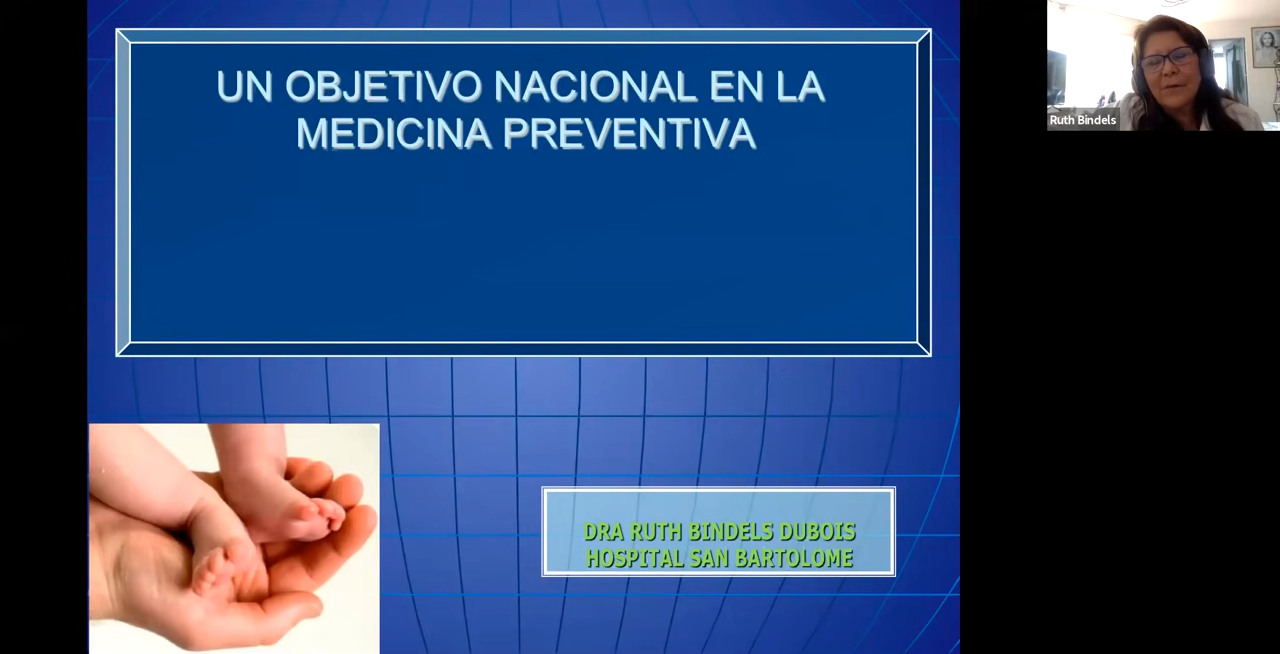 UN OBJETIVO NACIONAL EN LA
MEDICINA PREVENTIVA
Ruth Bindels
DRA RUTH BINDELS DUBOIS
HOSPITAL SAN BARTOLOME